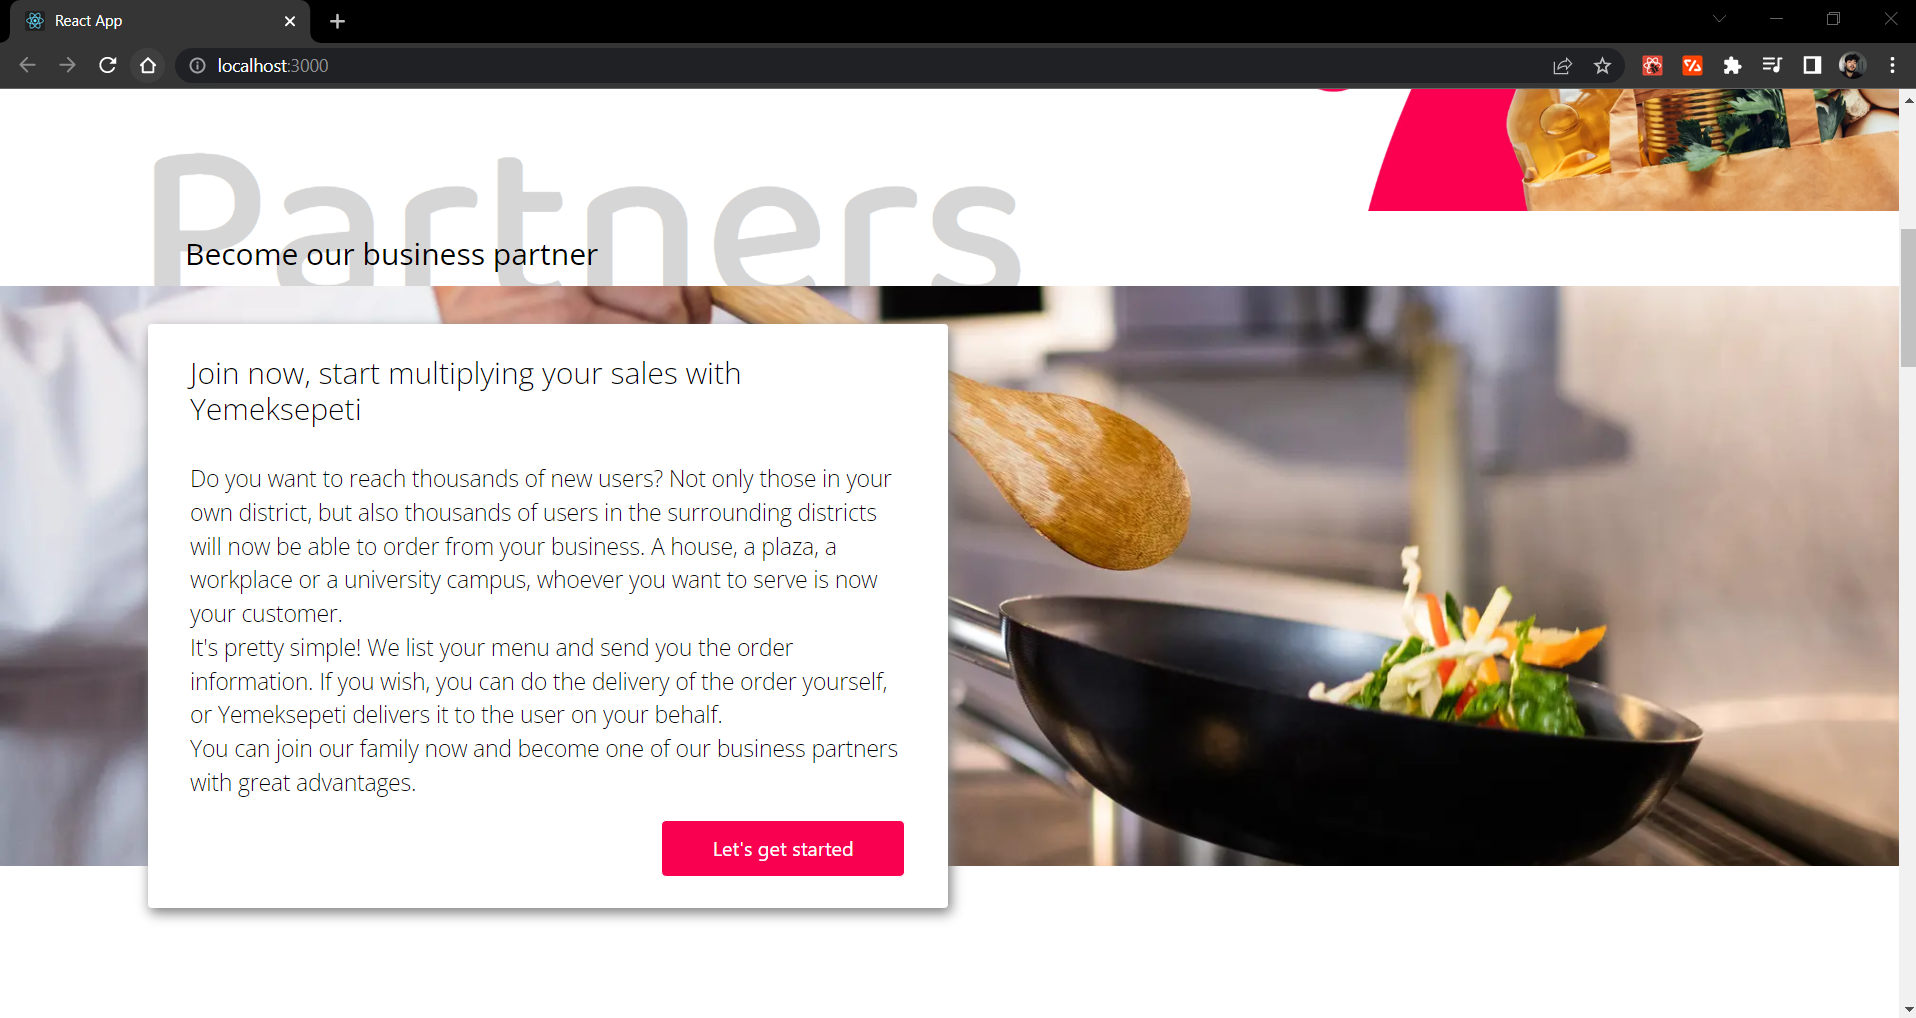 React App
localhost:3000
Partners
Become our business partner
Join now, start multiplying your sales with
Yemeksepeti
Do you want to reach thousands of new users? Not only those in your
own district, but also thousands of users in the surrounding districts
will now be able to order from your business. A house, a plaza, a
workplace or a university campus, whoever you want to serve is now
your customer.
It's pretty simple! We list your menu and send you the order
information. If you wish, you can do the delivery of the order yourself,
or Yemeksepeti delivers it to the user on your behalf.
You can join our family now and become one of our business partners
with great advantages.
Let's get started